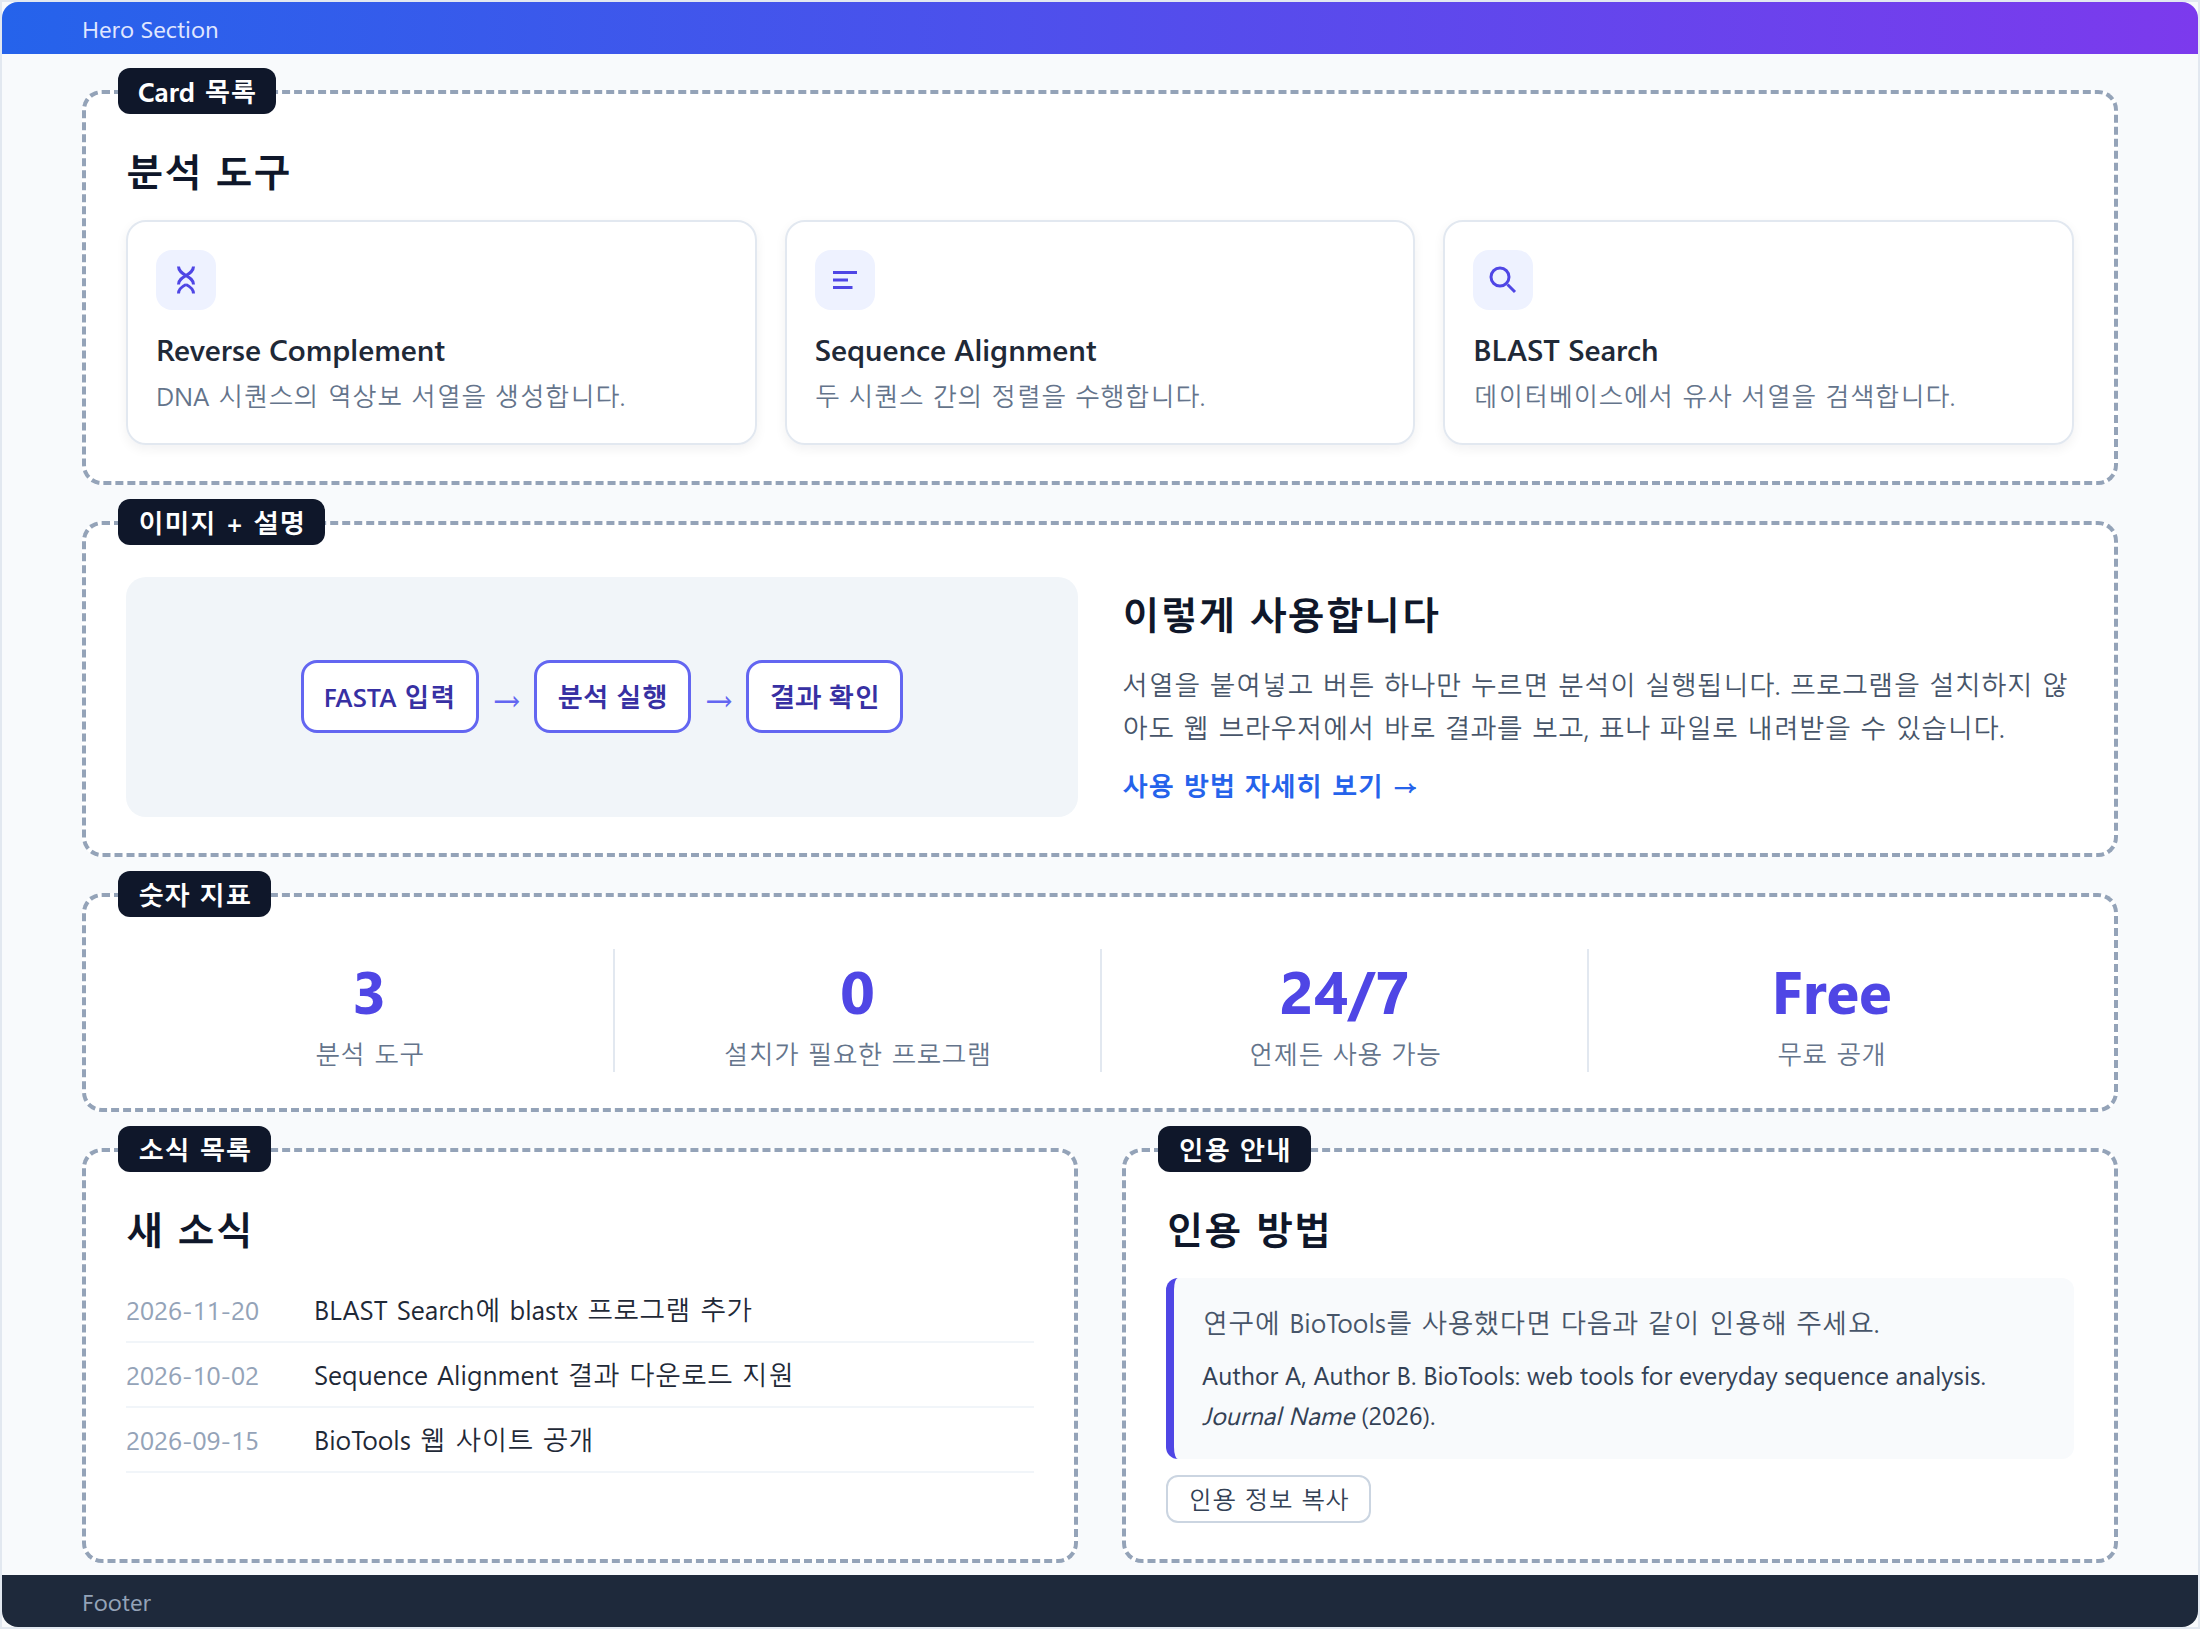 Hero Section
Card 목록
분석 도구
Reverse Complement
DNA 시퀀스의 역상보 서열을 생성합니다.
Sequence Alignment
두 시퀀스 간의 정렬을 수행합니다.
BLAST Search
데이터베이스에서 유사 서열을 검색합니다.
이미지 + 설명
FASTA 입력 → 분석 실행 → 결과 확인
이렇게 사용합니다
서열을 붙여넣고 버튼 하나만 누르면 분석이 실행됩니다. 프로그램을 설치하지 않
아도 웹 브라우저에서 바로 결과를 보고, 표나 파일로 내려받을 수 있습니다.
사용 방법 자세히 보기 →
숫자 지표
3
분석 도구
0
설치가 필요한 프로그램
24/7
언제든 사용 가능
Free
무료 공개
소식 목록
새 소식
2026-11-20 BLAST Search에 blastx 프로그램 추가
2026-10-02 Sequence Alignment 결과 다운로드 지원
2026-09-15 BioTools 웹 사이트 공개
인용 안내
인용 방법
연구에 BioTools를 사용했다면 다음과 같이 인용해 주세요.
Author A, Author B. BioTools: web tools for everyday sequence analysis.
Journal Name (2026).
인용 정보 복사
Footer